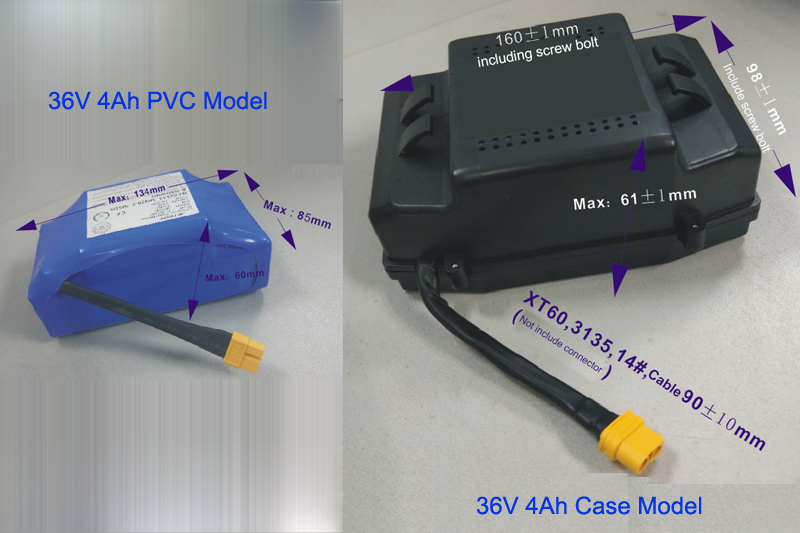 36V 4Ah PVC Model
Max: 134mm
Max: 85mm
Max: 60mm
160±1mm
including screw bolt
98±1mm
Include screw bolt
Max: 61±1mm
XT60,3135,14#,Cable 90±10mm
(Not include connector)
36V 4Ah Case Model